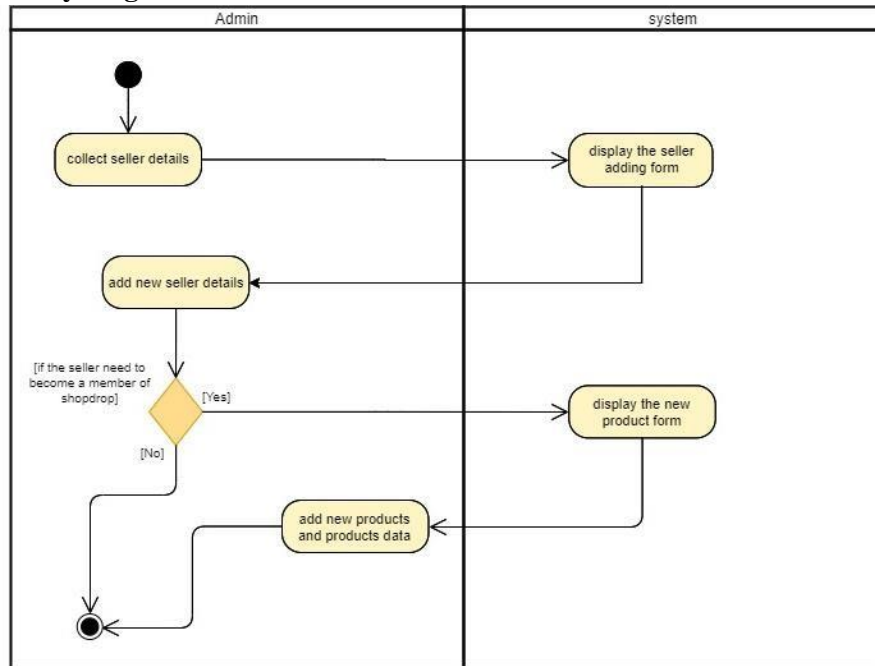 Admin
system
collect seller details
display the seller
adding form
add new seller details
[if the seller need to
become a member of
shopdrop]
[Yes]
display the new
product form
[No]
add new products
and products data